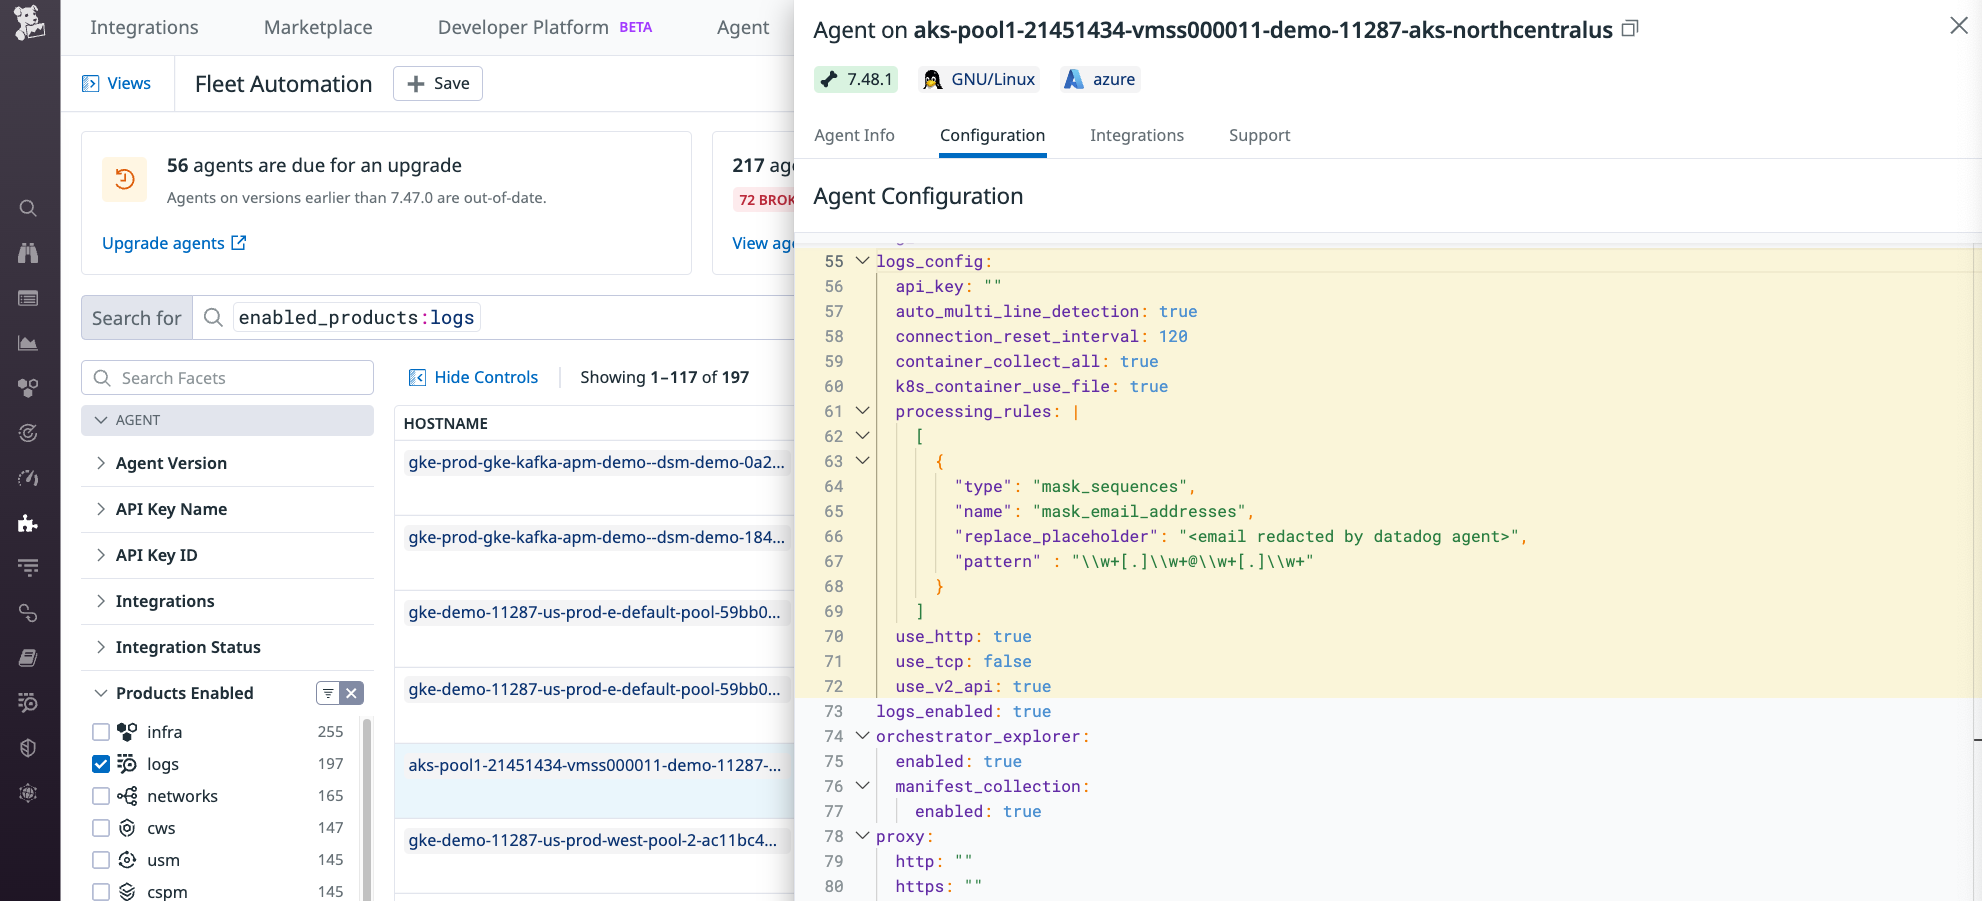 Integrations
Marketplace
Developer Platform BETA
Agent
Views
Fleet Automation
Save
56 agents are due for an upgrade
Agents on versions earlier than 7.47.0 are out-of-date.
Upgrade agents
217 age
72 BROK
View age
Search for
enabled_products:logs
Search Facets
Hide Controls
Showing 1–117 of 197
AGENT
Agent Version
API Key Name
API Key ID
Integrations
Integration Status
Products Enabled
infra 255
logs 197
networks 165
cws 147
usm 145
cspm 145
HOSTNAME
gke-prod-gke-kafka-apm-demo--dsm-demo-0a2...
gke-prod-gke-kafka-apm-demo--dsm-demo-184...
gke-demo-11287-us-prod-e-default-pool-59bb0...
gke-demo-11287-us-prod-e-default-pool-59bb0...
aks-pool1-21451434-vmss000011-demo-11287-...
gke-demo-11287-us-prod-west-pool-2-ac11bc4...
Agent on aks-pool1-21451434-vmss000011-demo-11287-aks-northcentralus
7.48.1
GNU/Linux
azure
Agent Info
Configuration
Integrations
Support
Agent Configuration
55 logs_config:
56 api_key: ""
57 auto_multi_line_detection: true
58 connection_reset_interval: 120
59 container_collect_all: true
60 k8s_container_use_file: true
61 processing_rules: |
62 [
63 {
64 "type": "mask_sequences",
65 "name": "mask_email_addresses",
66 "replace_placeholder": "<email redacted by datadog agent>",
67 "pattern" : "\\w+[.]\\w+@\\w+[.]\\w+"
68 }
69 ]
70 use_http: true
71 use_tcp: false
72 use_v2_api: true
73 logs_enabled: true
74 orchestrator_explorer:
75 enabled: true
76 manifest_collection:
77 enabled: true
78 proxy:
79 http: ""
80 https: ""